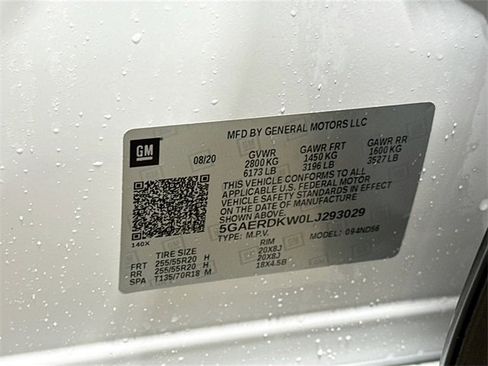 GM
MFD BY GENERAL MOTORS LLC
08/20 GVWR GAWR FRT GAWR RR
2800 KG 1450 KG 1600 KG
6173 LB 3196 LB 3527 LB
THIS VEHICLE CONFORMS TO ALL
APPLICABLE U.S. FEDERAL MOTOR
VEHICLE SAFETY STANDARDS IN EFFECT
ON THE DATE OF MANUFACTURE
SHOWN ABOVE.
5GAERDKW0LJ293029
TYPE: M.P.V. MODEL: 094ND56
140X
TIRE SIZE RIM
FRT 255/55R20 H 20X8J
RR 255/55R20 H 20X8J
SPA T135/70R18 M 18X4.5B